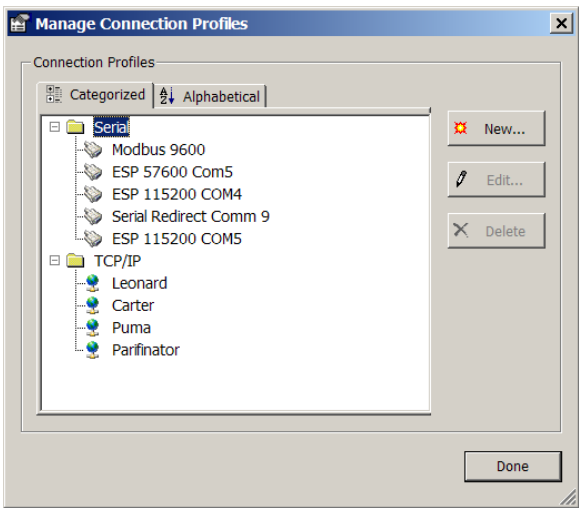 Manage Connection Profiles
Connection Profiles
Categorized
Alphabetical
Serial
Modbus 9600
ESP 57600 Com5
ESP 115200 COM4
Serial Redirect Comm 9
ESP 115200 COM5
TCP/IP
Leonard
Carter
Puma
Parifinator
New...
Edit...
Delete
Done